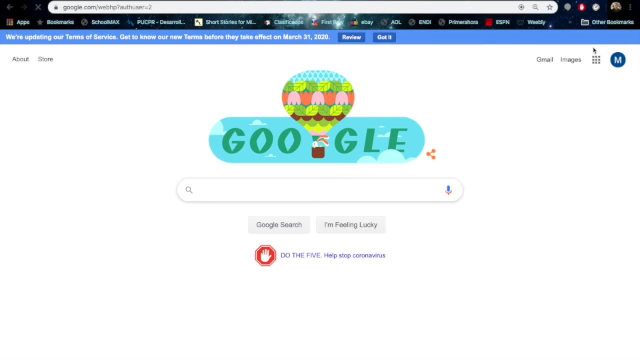 google.com/webhp?authuser=2
Apps Bookmarks SchoolMAX PUCPR - Desarroll... Short Stories for Mi... Clasificados First Book ebay AOL ENDI Primerahora ESPN Weebly Other Bookmarks
We're updating our Terms of Service. Get to know our new Terms before they take effect on March 31, 2020. Review Got it
About Store Gmail Images M
GOOGLE
Google Search I'm Feeling Lucky
DO THE FIVE. Help stop coronavirus